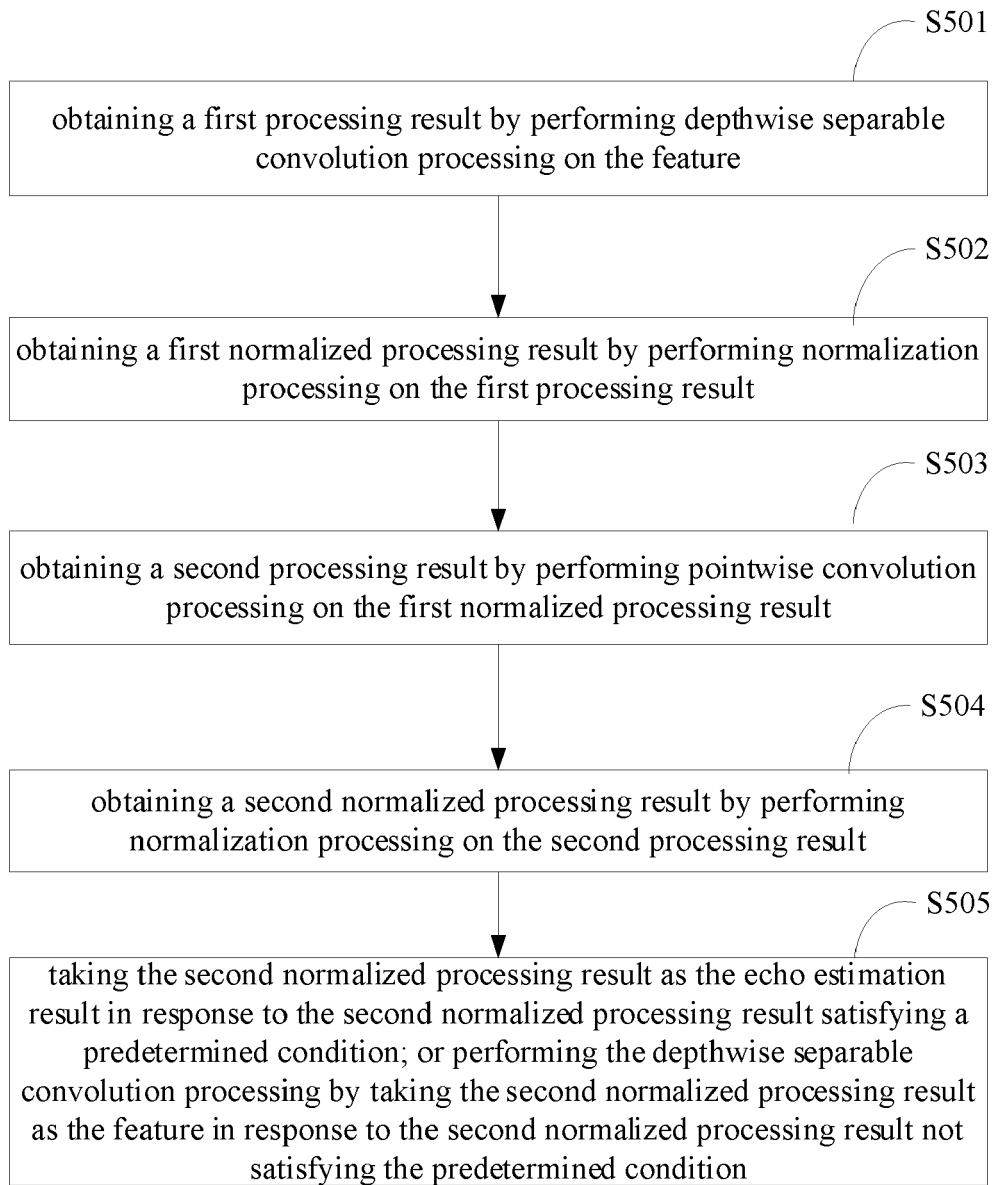 S501
obtaining a first processing result by performing depthwise separable
convolution processing on the feature
S502
obtaining a first normalized processing result by performing normalization
processing on the first processing result
S503
obtaining a second processing result by performing pointwise convolution
processing on the first normalized processing result
S504
obtaining a second normalized processing result by performing
normalization processing on the second processing result
S505
taking the second normalized processing result as the echo estimation
result in response to the second normalized processing result satisfying a
predetermined condition; or performing the depthwise separable
convolution processing by taking the second normalized processing result
as the feature in response to the second normalized processing result not
satisfying the predetermined condition